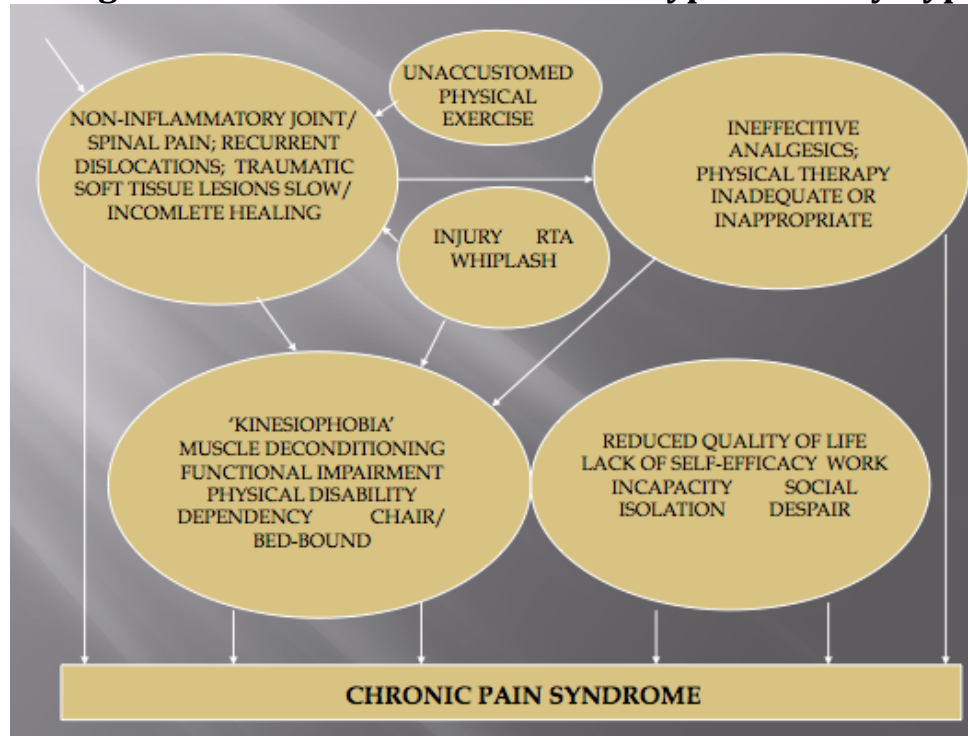 UNACCUSTOMED
PHYSICAL
EXERCISE
NON-INFLAMMATORY JOINT/
SPINAL PAIN; RECURRENT
DISLOCATIONS; TRAUMATIC
SOFT TISSUE LESIONS SLOW/
INCOMLETE HEALING
INEFFECITIVE
ANALGESICS;
PHYSICAL THERAPY
INADEQUATE OR
INAPPROPRIATE
INJURY RTA
WHIPLASH
'KINESIOPHOBIA'
MUSCLE DECONDITIONING
FUNCTIONAL IMPAIRMENT
PHYSICAL DISABILITY
DEPENDENCY CHAIR/
BED-BOUND
REDUCED QUALITY OF LIFE
LACK OF SELF-EFFICACY WORK
INCAPACITY SOCIAL
ISOLATION DESPAIR
CHRONIC PAIN SYNDROME